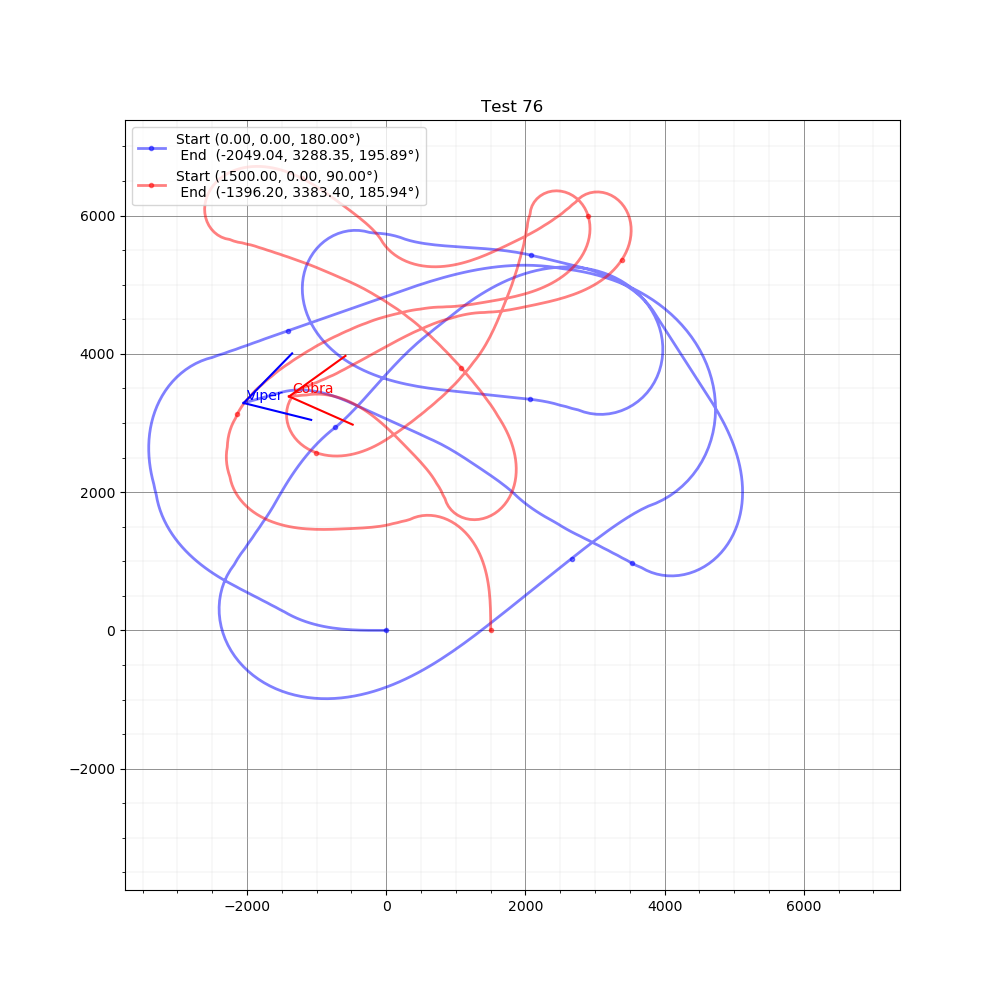 Test 76
Start (0.00, 0.00, 180.00°)
End (-2049.04, 3288.35, 195.89°)
Start (1500.00, 0.00, 90.00°)
End (-1396.20, 3383.40, 185.94°)
6000
4000
Cobra
Viper
2000
0
−2000
−2000 0 2000 4000 6000